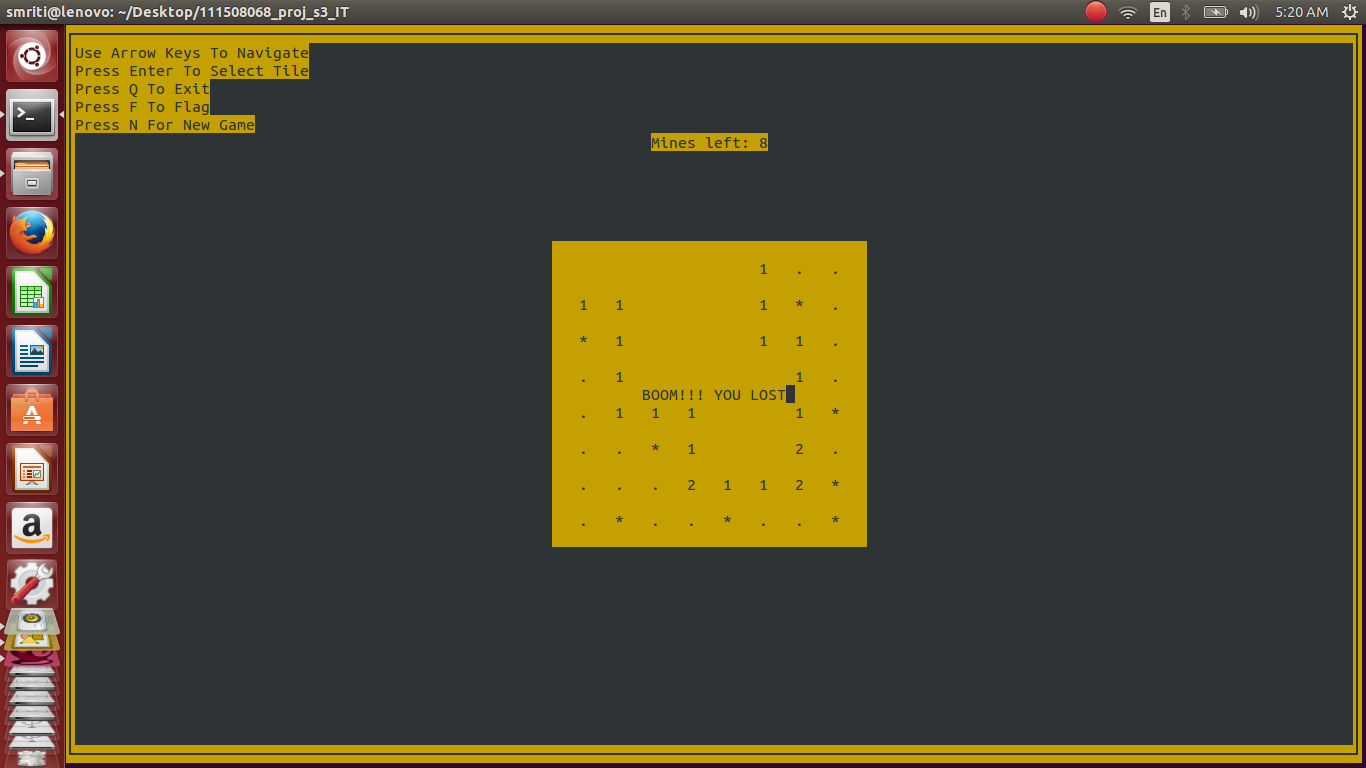 smriti@lenovo: ~/Desktop/111508068_proj_s3_IT En 5:20 AM
Use Arrow Keys To Navigate
Press Enter To Select Tile
Press Q To Exit
Press F To Flag
Press N For New Game
Mines left: 8
1 . .
1 1 1 * .
* 1 1 1 .
. 1 1 .
BOOM!!! YOU LOST
. 1 1 1 1 *
. . * 1 2 .
. . . 2 1 1 2 *
. * . . * . . *